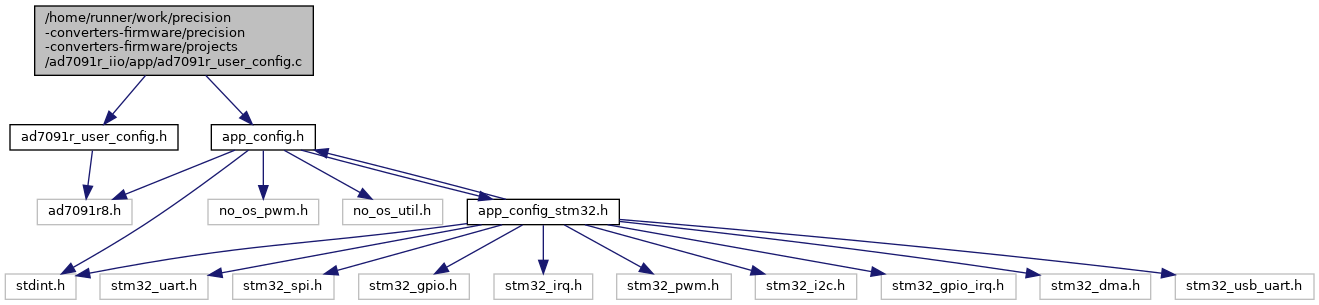 /home/runner/work/precision
-converters-firmware/precision
-converters-firmware/projects
/ad7091r_iio/app/ad7091r_user_config.c
ad7091r_user_config.h
app_config.h
ad7091r8.h
no_os_pwm.h
no_os_util.h
app_config_stm32.h
stdint.h
stm32_uart.h
stm32_spi.h
stm32_gpio.h
stm32_irq.h
stm32_pwm.h
stm32_i2c.h
stm32_gpio_irq.h
stm32_dma.h
stm32_usb_uart.h